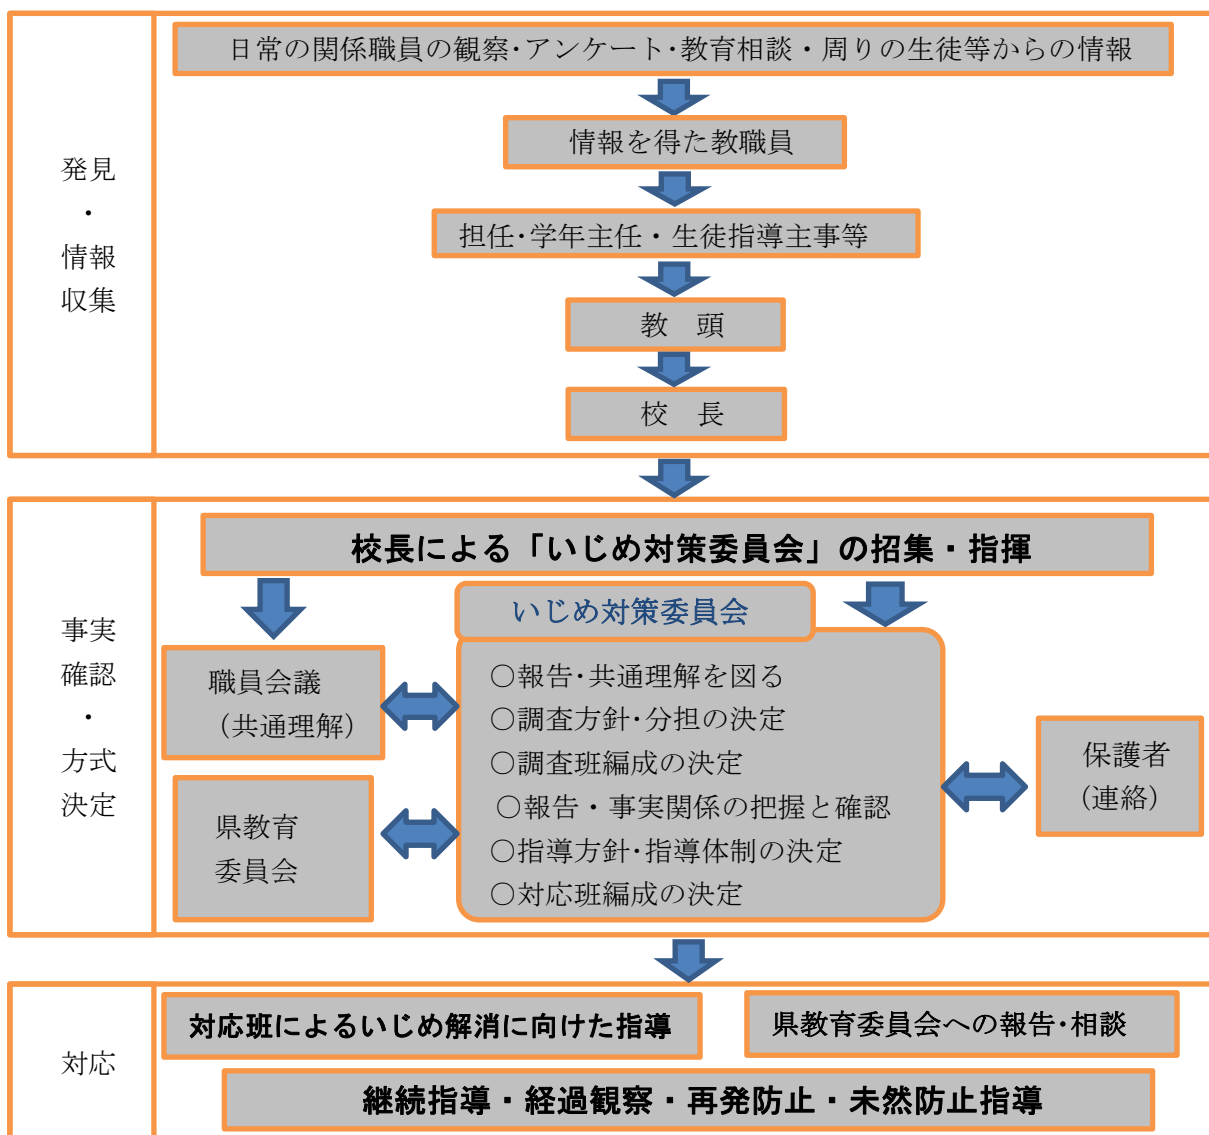 日常の関係職員の観察･アンケート･教育相談・周りの生徒等からの情報
情報を得た教職員
担任･学年主任・生徒指導主事等
教　頭
校　長
発見
・
情報
収集
校長による「いじめ対策委員会」の招集・指揮
いじめ対策委員会
○報告･共通理解を図る
○調査方針･分担の決定
○調査班編成の決定
○報告・事実関係の把握と確認
○指導方針･指導体制の決定
○対応班編成の決定
職員会議
（共通理解）
県教育
委員会
保護者
(連絡）
事実
確認
・
方式
決定
対応班によるいじめ解消に向けた指導
県教育委員会への報告･相談
継続指導・経過観察・再発防止・未然防止指導
対応